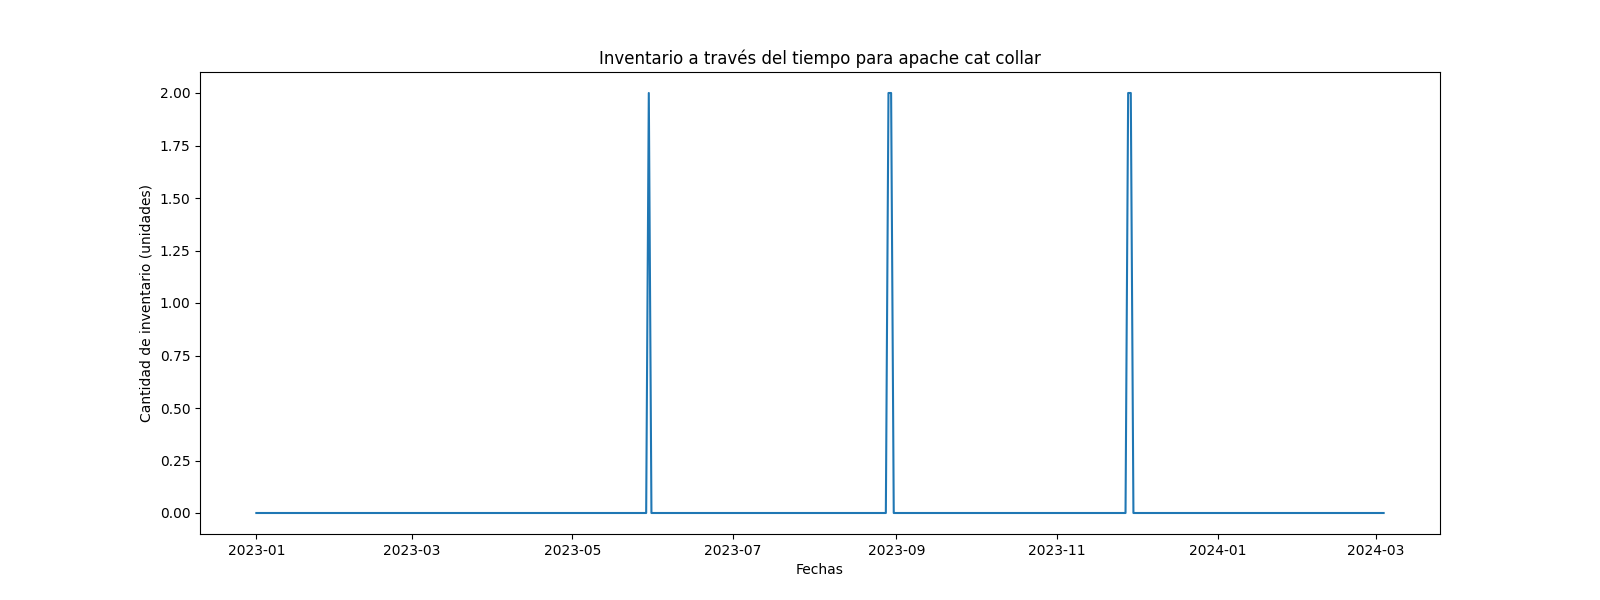 Inventario a través del tiempo para apache cat collar
Cantidad de inventario (unidades)
2.00
1.75
1.50
1.25
1.00
0.75
0.50
0.25
0.00
2023-01 2023-03 2023-05 2023-07 2023-09 2023-11 2024-01 2024-03
Fechas